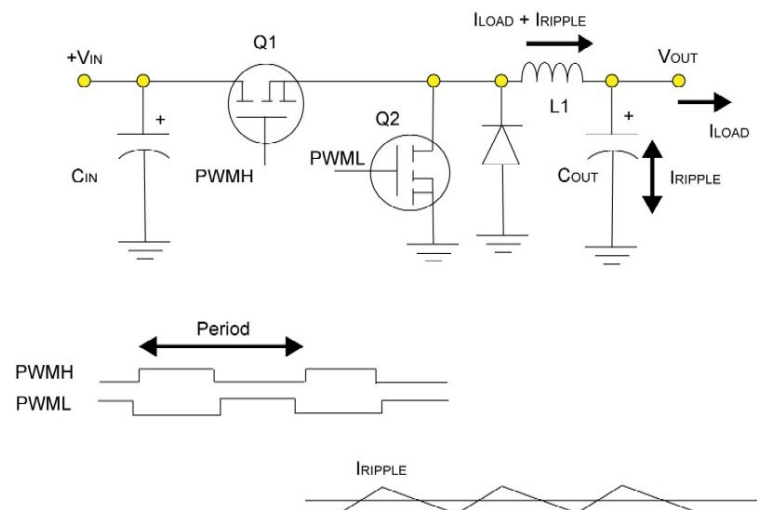 ILOAD + IRIPPLE
Q1
+VIN
VOUT
+
Q2
L1
+
ILOAD
PWML
CIN
PWMH
COUT
IRIPPLE
Period
PWMH
PWML
IRIPPLE